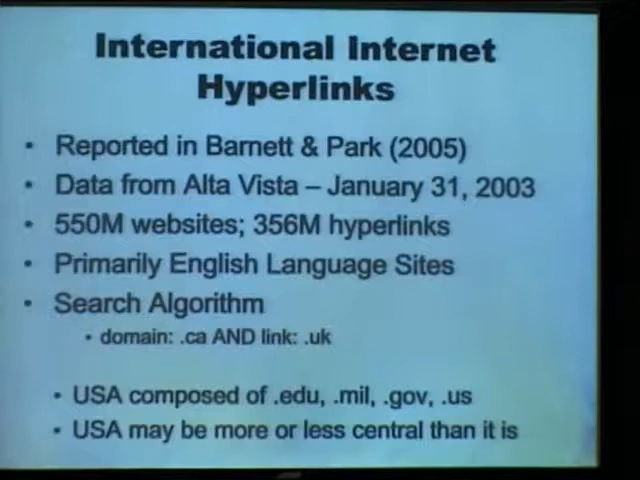 International Internet
Hyperlinks
• Reported in Barnett & Park (2005)
• Data from Alta Vista – January 31, 2003
• 550M websites; 356M hyperlinks
• Primarily English Language Sites
• Search Algorithm
• domain: .ca AND link: .uk
• USA composed of .edu, .mil, .gov, .us
• USA may be more or less central than it is